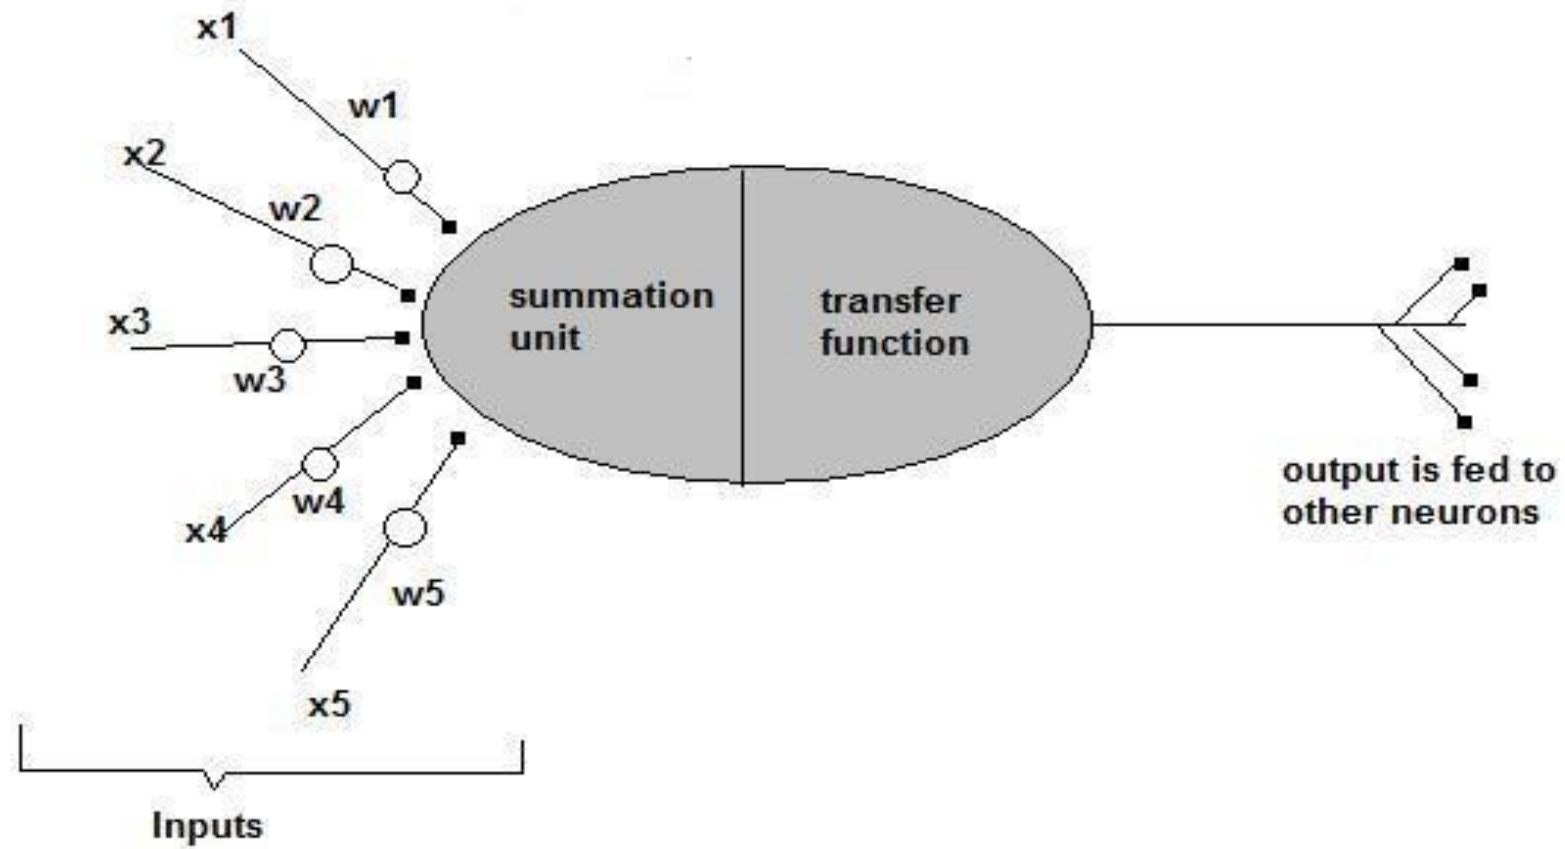 x1
w1
x2
w2
x3
w3
x4
w4
w5
x5
Inputs
summation
unit
transfer
function
output is fed to
other neurons